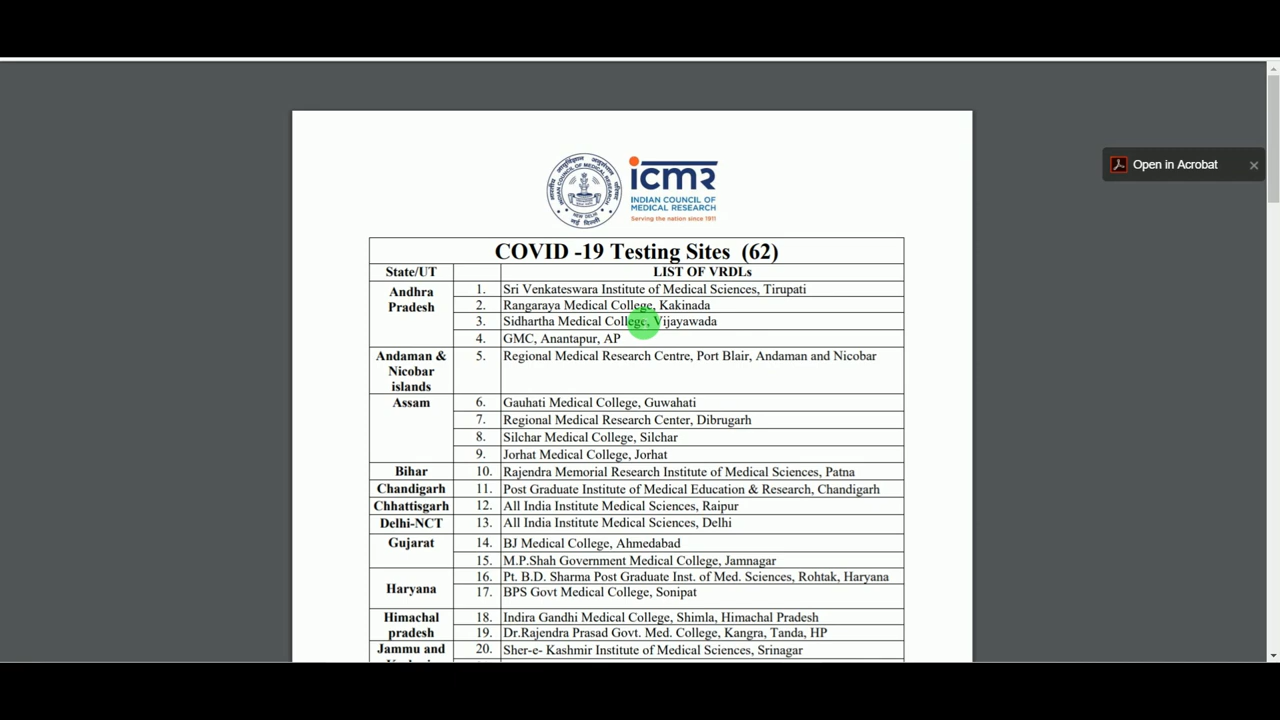 Open in Acrobat
INDIAN COUNCIL OF MEDICAL RESEARCH
NEW DELHI
नई दिल्ली
icmr
INDIAN COUNCIL OF
MEDICAL RESEARCH
Serving the nation since 1911
COVID -19 Testing Sites (62)
State/UT LIST OF VRDLs
Andhra Pradesh 1. Sri Venkateswara Institute of Medical Sciences, Tirupati
2. Rangaraya Medical College, Kakinada
3. Sidhartha Medical College, Vijayawada
4. GMC, Anantapur, AP
Andaman & Nicobar islands 5. Regional Medical Research Centre, Port Blair, Andaman and Nicobar
Assam 6. Gauhati Medical College, Guwahati
7. Regional Medical Research Center, Dibrugarh
8. Silchar Medical College, Silchar
9. Jorhat Medical College, Jorhat
Bihar 10. Rajendra Memorial Research Institute of Medical Sciences, Patna
Chandigarh 11. Post Graduate Institute of Medical Education & Research, Chandigarh
Chhattisgarh 12. All India Institute Medical Sciences, Raipur
Delhi-NCT 13. All India Institute Medical Sciences, Delhi
Gujarat 14. BJ Medical College, Ahmedabad
15. M.P.Shah Government Medical College, Jamnagar
Haryana 16. Pt. B.D. Sharma Post Graduate Inst. of Med. Sciences, Rohtak, Haryana
17. BPS Govt Medical College, Sonipat
Himachal pradesh 18. Indira Gandhi Medical College, Shimla, Himachal Pradesh
19. Dr.Rajendra Prasad Govt. Med. College, Kangra, Tanda, HP
Jammu and 20. Sher-e- Kashmir Institute of Medical Sciences, Srinagar